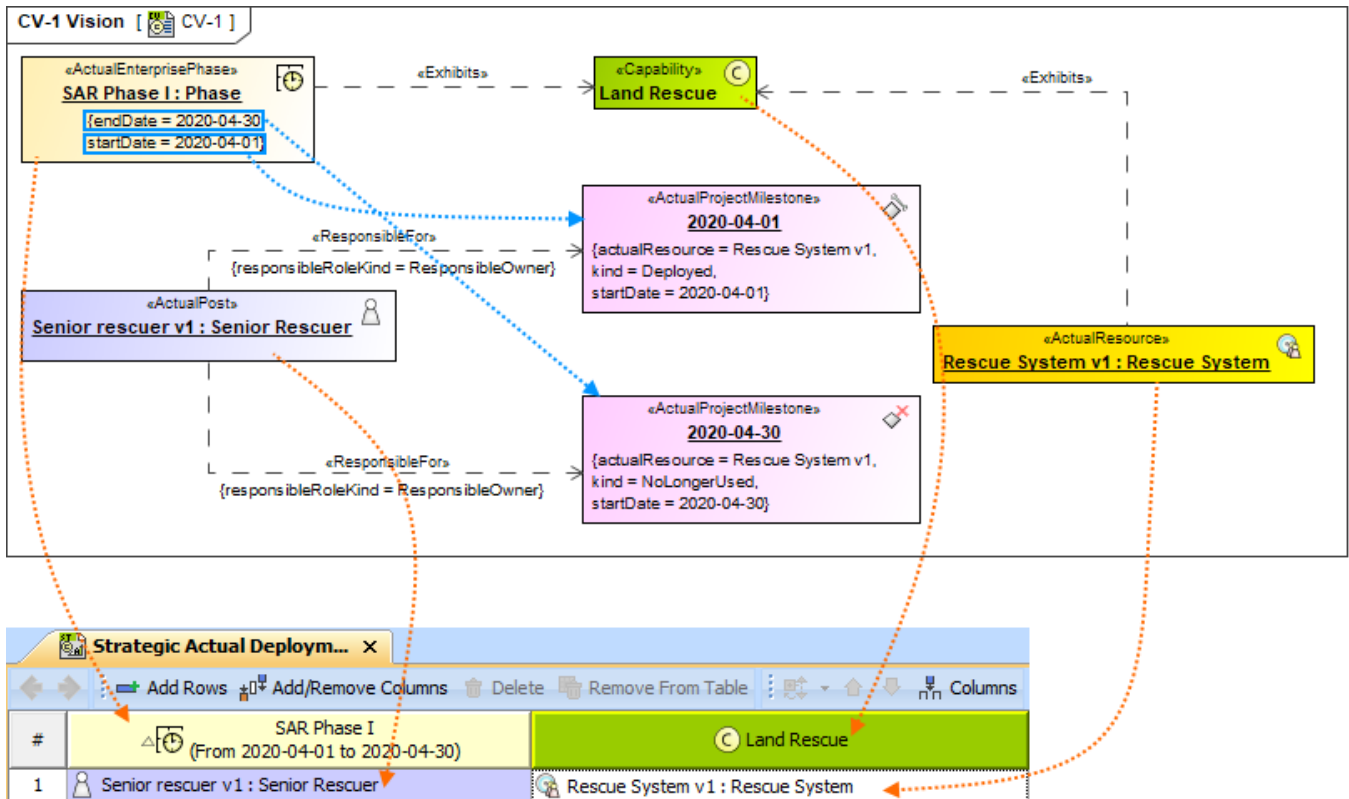 CV-1 Vision [ CV-1 ]
«ActualEnterprisePhase»
SAR Phase I : Phase
{endDate = 2020-04-30
startDate = 2020-04-01}
«Exhibits»
«Capability»
C
Land Rescue
«Exhibits»
«ActualProjectMilestone»
2020-04-01
{actualResource = Rescue System v1,
kind = Deployed,
startDate = 2020-04-01}
«ResponsibleFor»
{responsibleRoleKind = ResponsibleOwner}
«ActualPost»
Senior rescuer v1 : Senior Rescuer
«ActualResource»
Rescue System v1 : Rescue System
«ActualProjectMilestone»
2020-04-30
{actualResource = Rescue System v1,
kind = NoLongerUsed,
startDate = 2020-04-30}
«ResponsibleFor»
{responsibleRoleKind = ResponsibleOwner}
Strategic Actual Deploym... ×
Add Rows Add/Remove Columns Delete Remove From Table Columns
# SAR Phase I
(From 2020-04-01 to 2020-04-30)
C Land Rescue
1 Senior rescuer v1 : Senior Rescuer Rescue System v1 : Rescue System